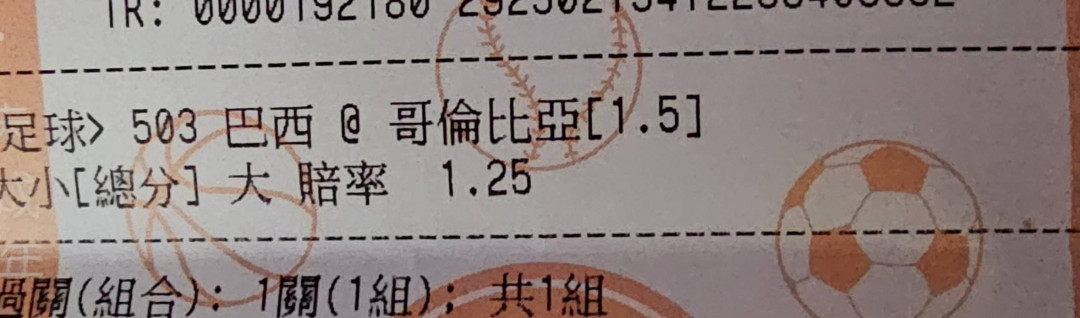 足球> 503 巴西 @ 哥倫比亞[1.5]
大小[總分] 大 賠率 1.25
過關(組合): 1關(1組); 共1組